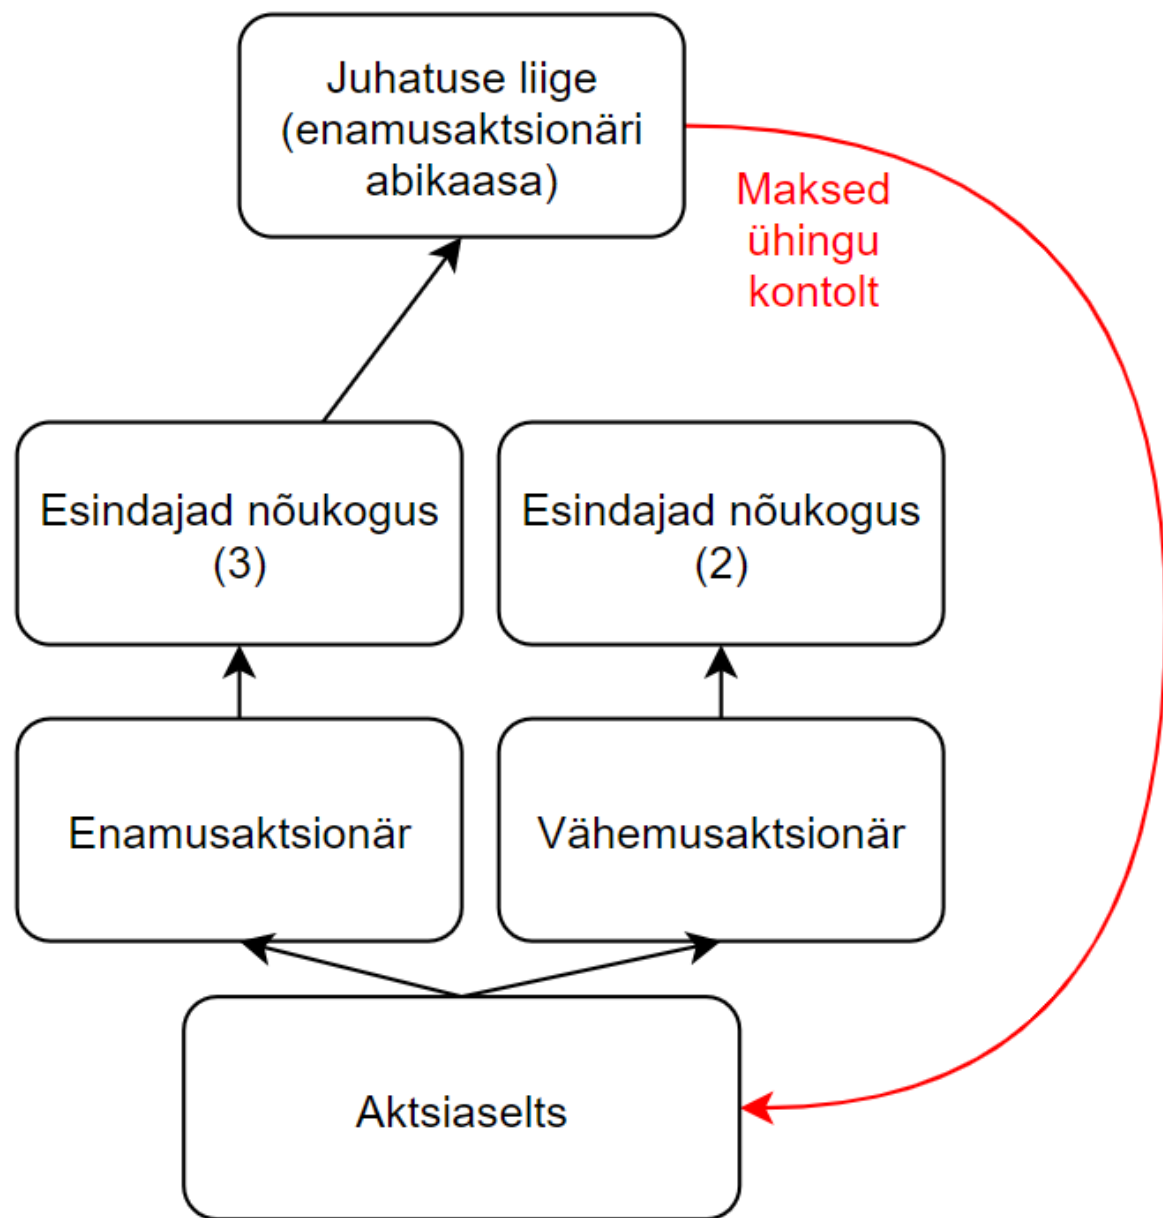 Juhatuse liige
(enamusaktsionäri
abikaasa)
Maksed
ühingu
kontolt
Esindajad nõukogus
(3)
Esindajad nõukogus
(2)
Enamusaktsionär
Vähemusaktsionär
Aktsiaselts